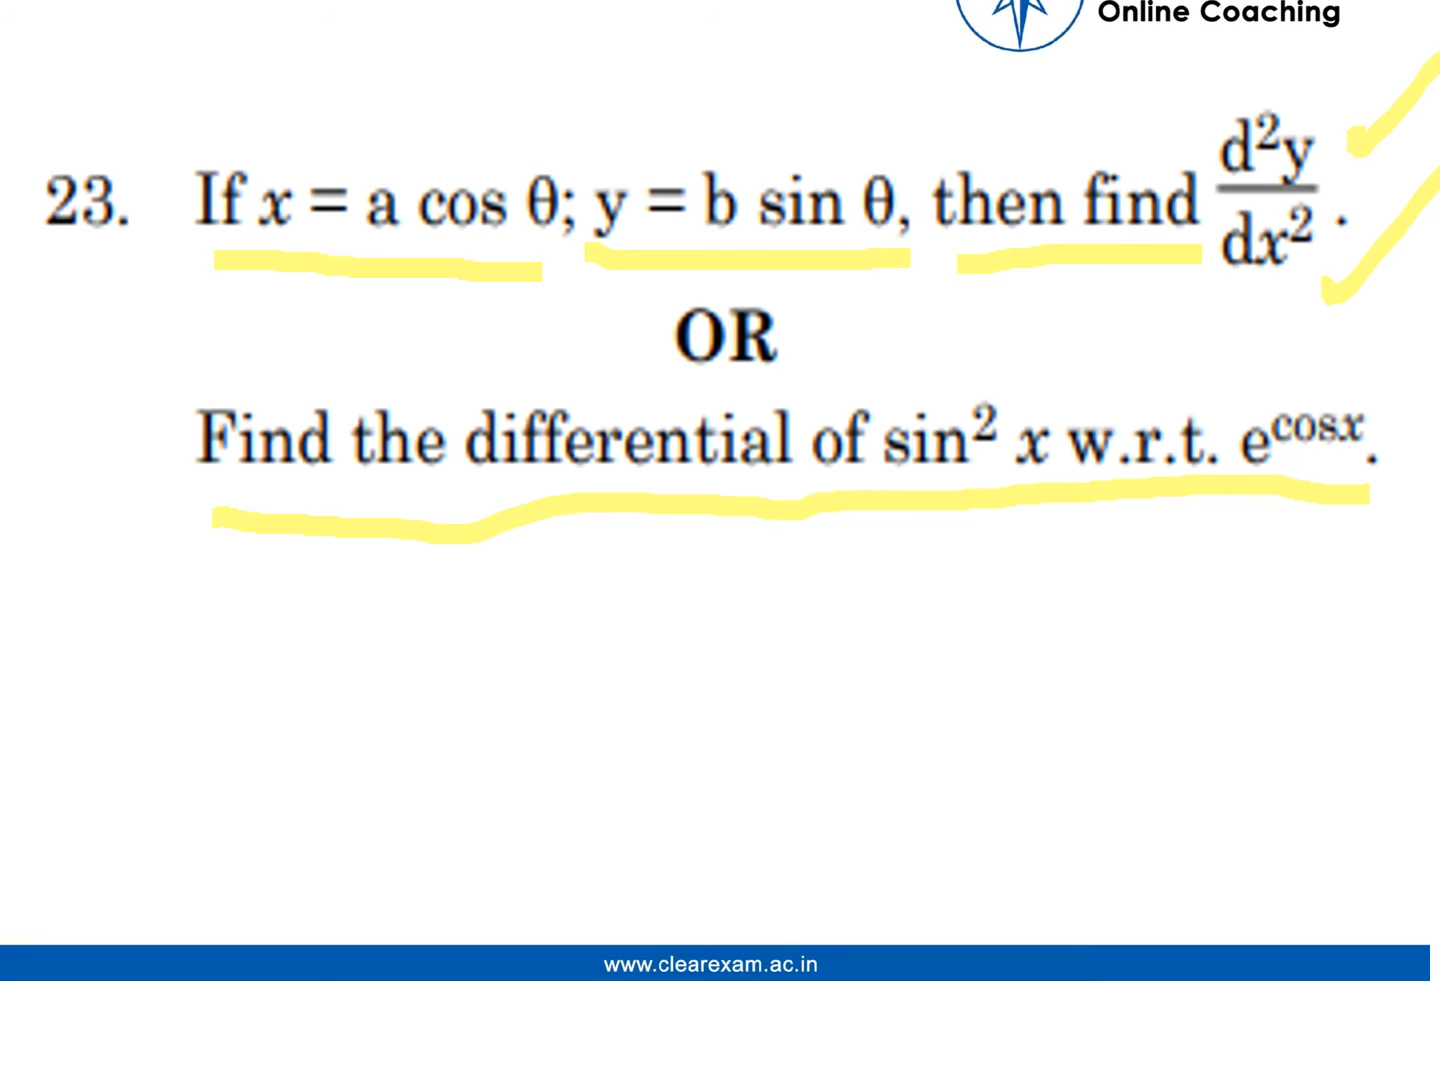 Online Coaching
23. If x = a cos θ; y = b sin θ, then find d²y/dx² .
OR
Find the differential of sin² x w.r.t. e^cosx.
www.clearexam.ac.in